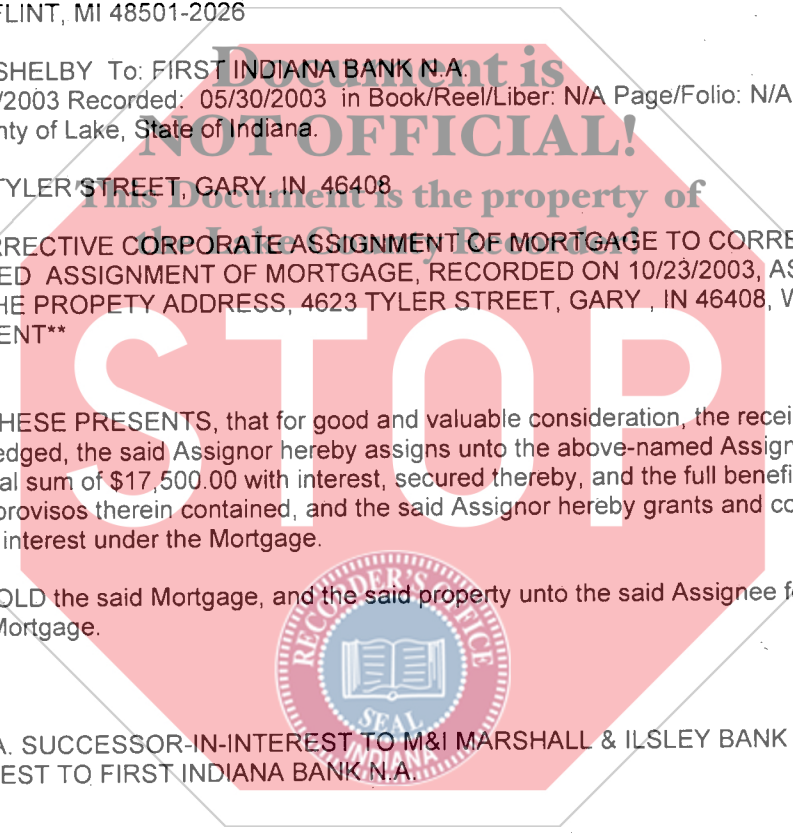 FLINT, MI 48501-2026
Document is
SHELBY To: FIRST INDIANA BANK N.A.
/2003 Recorded: 05/30/2003 in Book/Reel/Liber: N/A Page/Folio: N/A
nty of Lake, State of Indiana.
NOT OFFICIAL!
TYLER STREET, GARY, IN 46408
This Document is the property of
the Lake County Recorder!
RRECTIVE CORPORATE ASSIGNMENT OF MORTGAGE TO CORRE
ED ASSIGNMENT OF MORTGAGE, RECORDED ON 10/23/2003, AS
HE PROPETY ADDRESS, 4623 TYLER STREET, GARY , IN 46408, W
ENT**
STOP
HESE PRESENTS, that for good and valuable consideration, the recei
edged, the said Assignor hereby assigns unto the above-named Assign
al sum of $17,500.00 with interest, secured thereby, and the full benefi
provisos therein contained, and the said Assignor hereby grants and co
interest under the Mortgage.
OLD the said Mortgage, and the said property unto the said Assignee f
Mortgage.
RECORDER'S OFFICE
SEAL
INDIANA
A. SUCCESSOR-IN-INTEREST TO M&I MARSHALL & ILSLEY BANK
EST TO FIRST INDIANA BANK N.A.